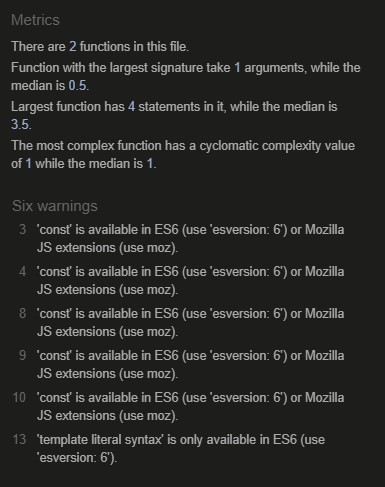 Metrics
There are 2 functions in this file.
Function with the largest signature take 1 arguments, while the
median is 0.5.
Largest function has 4 statements in it, while the median is
3.5.
The most complex function has a cyclomatic complexity value
of 1 while the median is 1.
Six warnings
3 'const' is available in ES6 (use 'esversion: 6') or Mozilla
JS extensions (use moz).
4 'const' is available in ES6 (use 'esversion: 6') or Mozilla
JS extensions (use moz).
8 'const' is available in ES6 (use 'esversion: 6') or Mozilla
JS extensions (use moz).
9 'const' is available in ES6 (use 'esversion: 6') or Mozilla
JS extensions (use moz).
10 'const' is available in ES6 (use 'esversion: 6') or Mozilla
JS extensions (use moz).
13 'template literal syntax' is only available in ES6 (use
'esversion: 6').